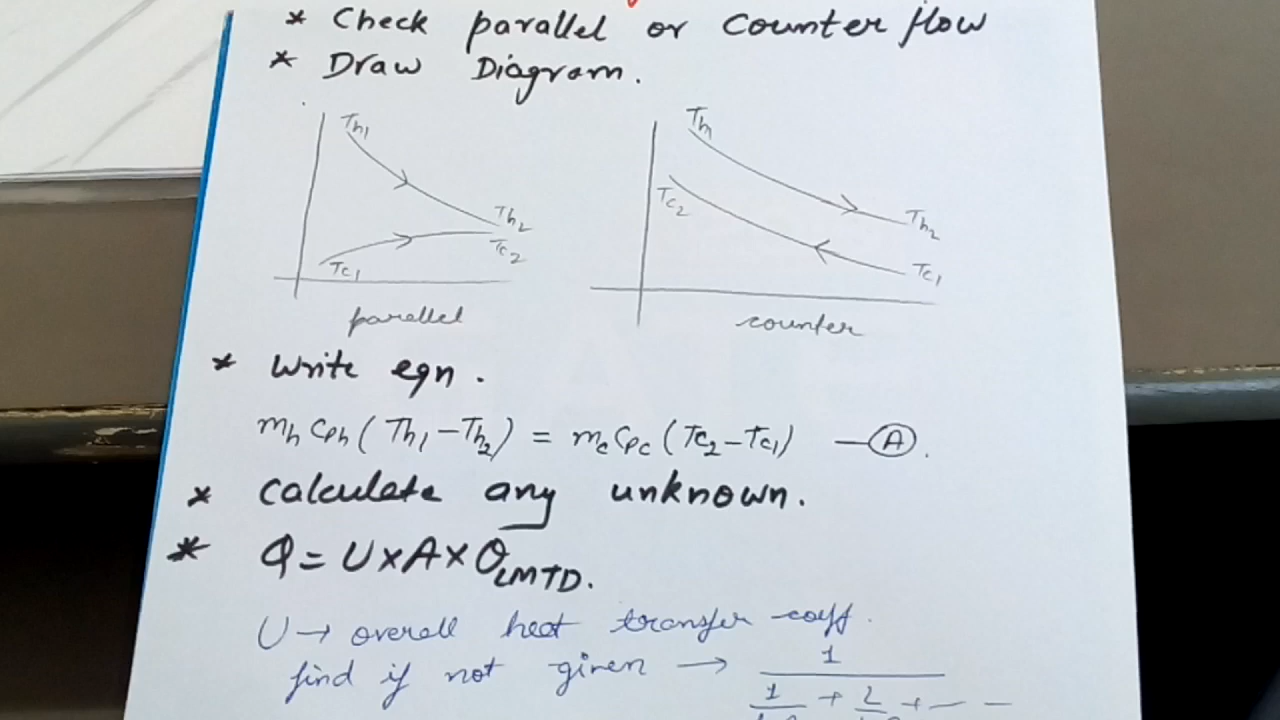 * Check parallel or Counter flow
* Draw Diagram.
Th1
Th2
Tc2
Tc1
parallel
Th1
Tc2
Th2
Tc1
counter
* Write eqn.
mh Cph (Th1 - Th2) = mc Cpc (Tc2 - Tc1) — A.
* Calculate any unknown.
* Q = U × A × θLMTD.
U → overall heat transfer coeff.
find if not given → 1
1 + + — —